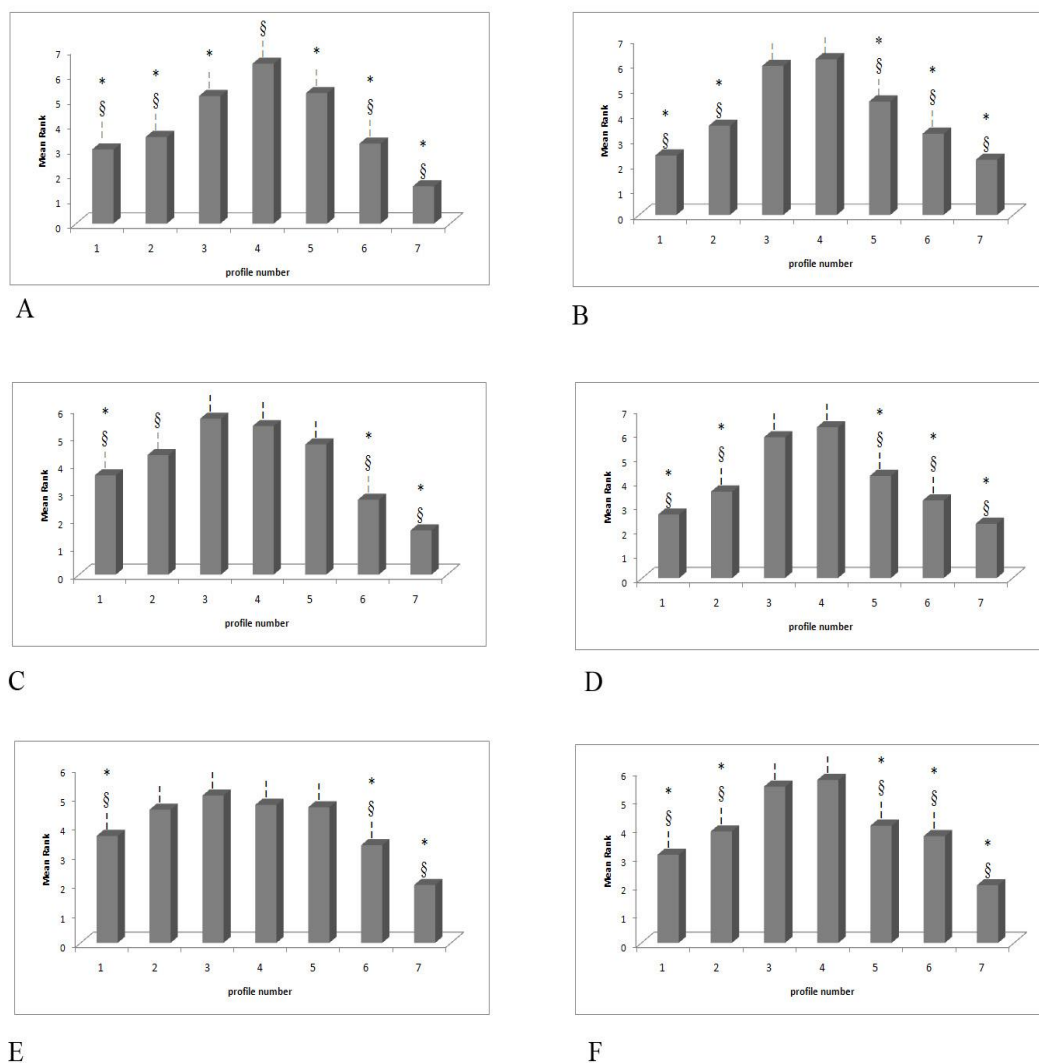 §
* * * * *
* *
§ § §
§
7
6
5
4
3
2
1
0
Mean Rank
1 2 3 4 5 6 7
profile number
A
*
* § *
* § § *
* § §
7
6
5
4
3
2
1
0
Mean Rank
1 2 3 4 5 6 7
profile number
B
* § *
§ § *
§
6
5
4
3
2
1
0
Mean Rank
1 2 3 4 5 6 7
profile number
C
* * *
* § § § *
§ §
7
6
5
4
3
2
1
0
Mean Rank
1 2 3 4 5 6 7
profile number
D
* *
§ § *
§
6
5
4
3
2
1
0
Mean Rank
1 2 3 4 5 6 7
profile number
E
* * * *
§ § § § *
§
6
5
4
3
2
1
0
Mean Rank
1 2 3 4 5 6 7
profile number
F